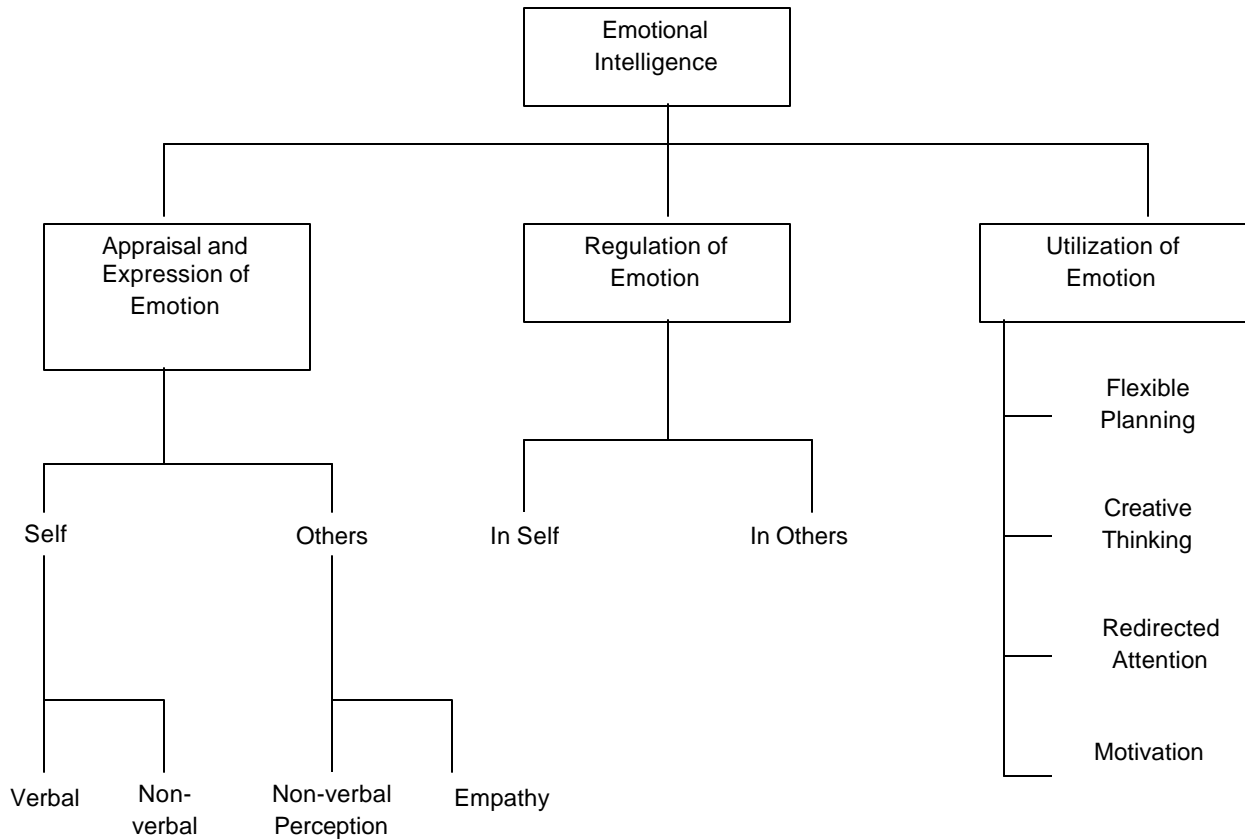 Emotional
Intelligence
Appraisal and
Expression of
Emotion
Regulation of
Emotion
Utilization of
Emotion
Flexible
Planning
Creative
Thinking
Redirected
Attention
Motivation
Self
Others
In Self
In Others
Verbal
Non-
verbal
Non-verbal
Perception
Empathy